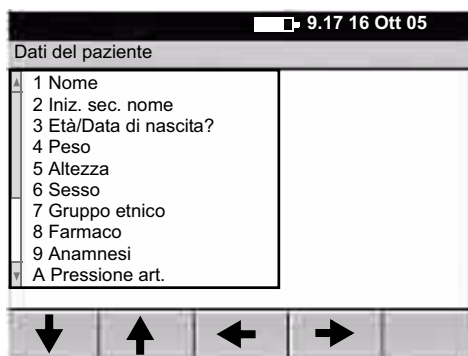 9.17 16 Ott 05
Dati del paziente
1 Nome
2 Iniz. sec. nome
3 Età/Data di nascita?
4 Peso
5 Altezza
6 Sesso
7 Gruppo etnico
8 Farmaco
9 Anamnesi
A Pressione art.